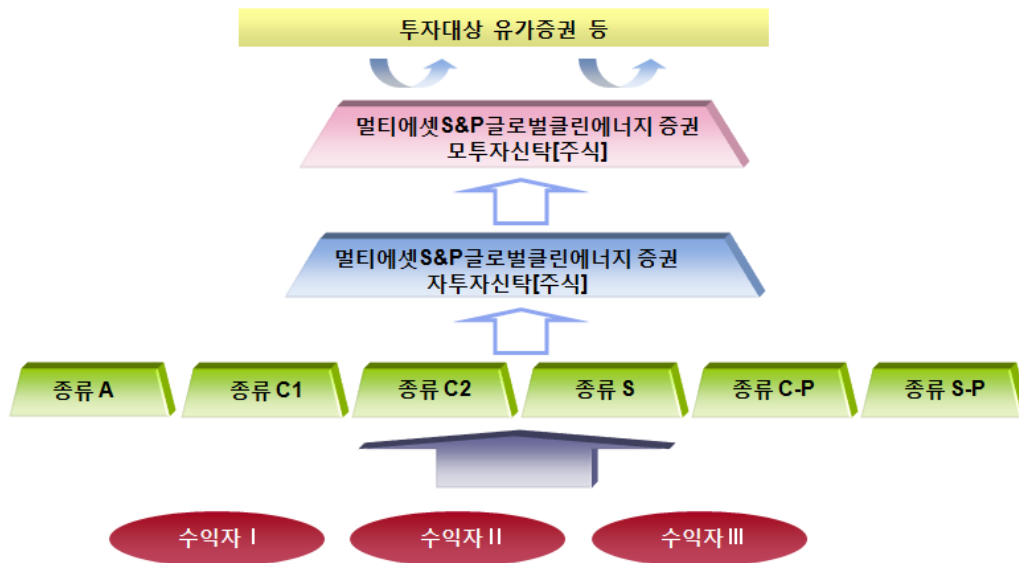 투자대상 유가증권 등
멀티에셋S&P글로벌클린에너지 증권
모투자신탁[주식]
멀티에셋S&P글로벌클린에너지 증권
자투자신탁[주식]
종류 A
종류 C1
종류 C2
종류 S
종류 C-P
종류 S-P
수익자 Ⅰ
수익자 Ⅱ
수익자 Ⅲ